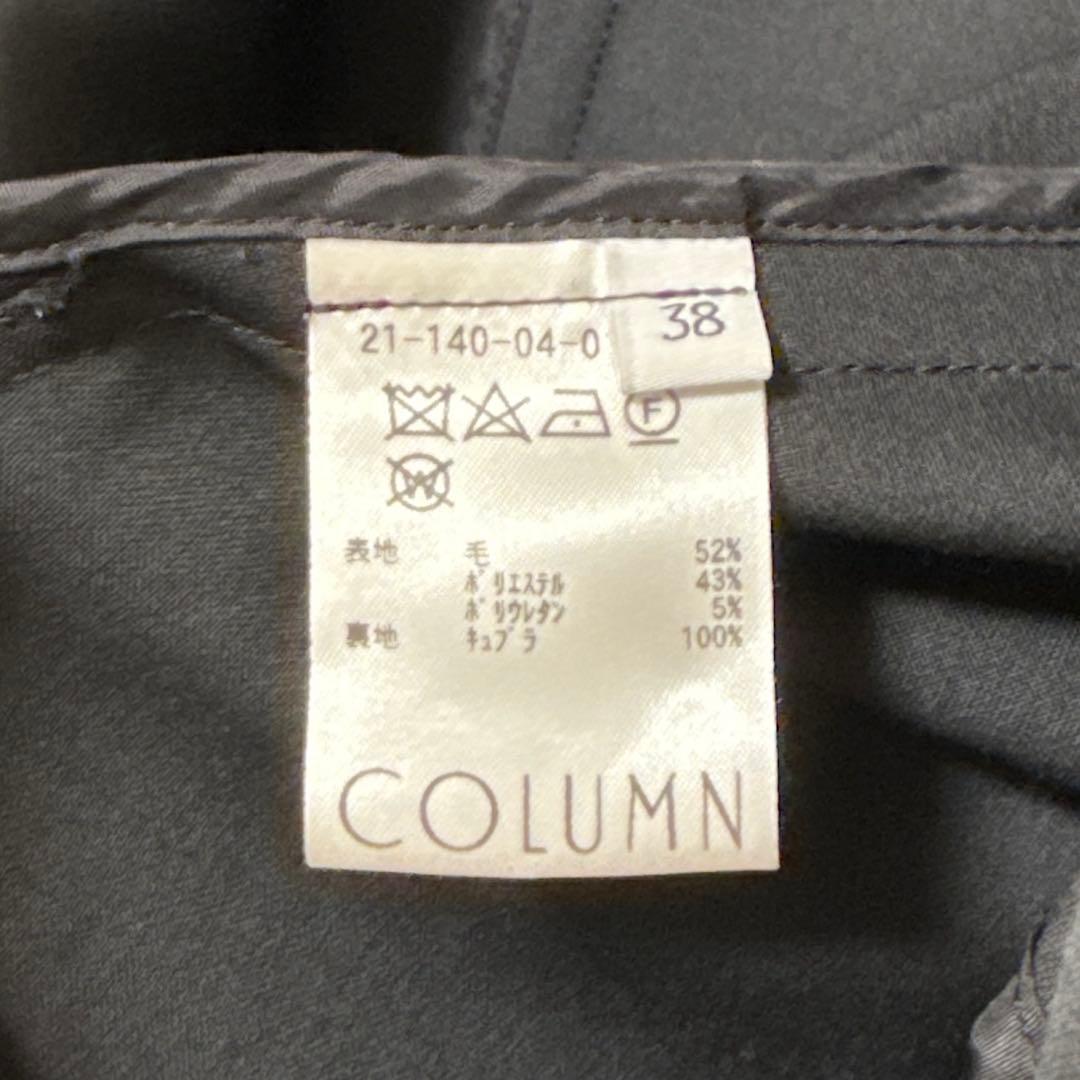 21-140-04-0
38
F
W
表地 毛 52%
ポリエステル 43%
ポリウレタン 5%
裏地 キュプラ 100%
COLUMN